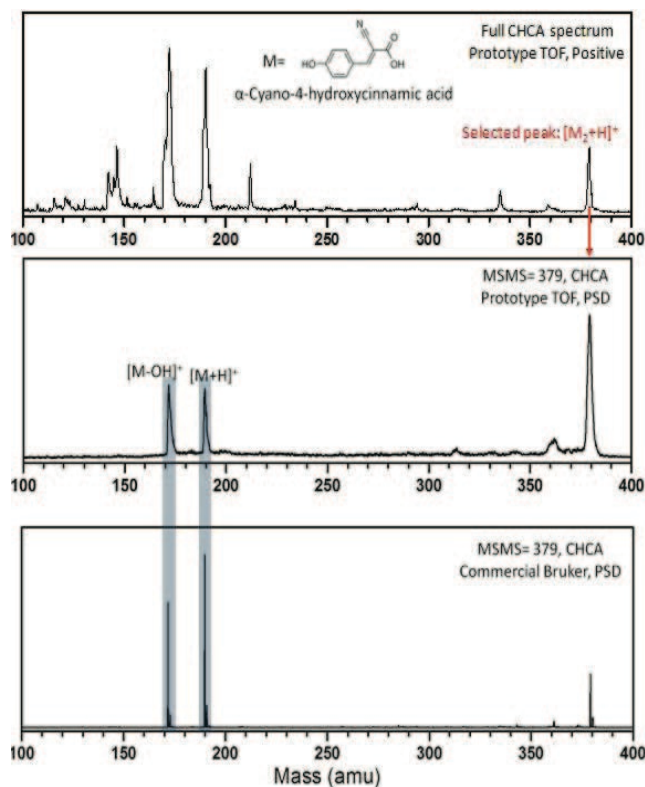 Full CHCA spectrum
Prototype TOF, Positive
M=
N
O
HO
OH
α-Cyano-4-hydroxycinnamic acid
Selected peak: [M₂+H]⁺
100 150 200 250 300 350 400
MSMS= 379, CHCA
Prototype TOF, PSD
[M-OH]⁺ [M+H]⁺
100 150 200 250 300 350 400
MSMS= 379, CHCA
Commercial Bruker, PSD
100 150 200 250 300 350 400
Mass (amu)